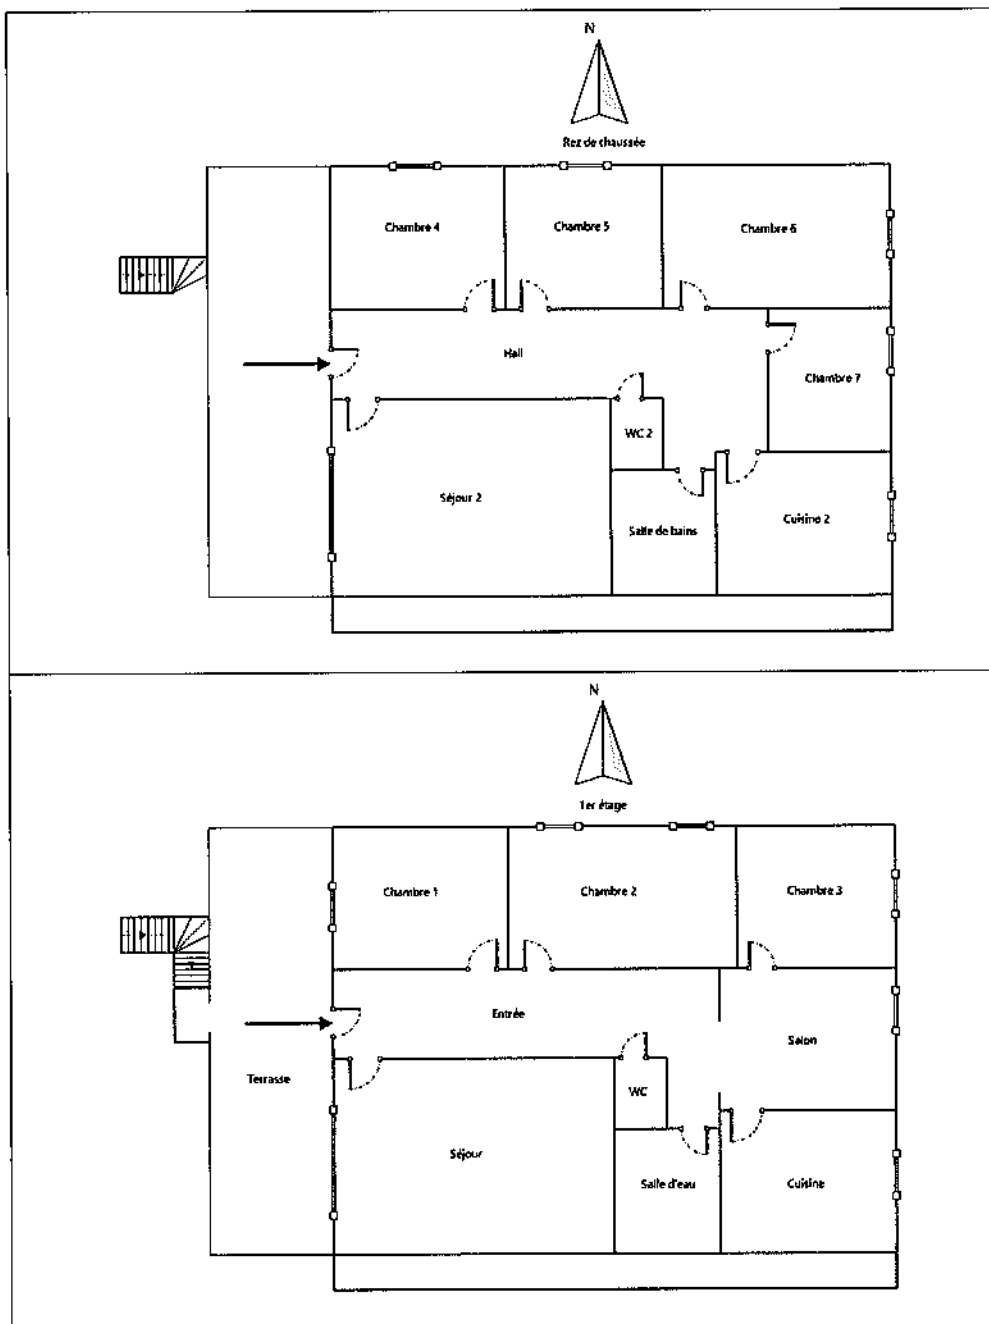 N
Rez de chaussée
Chambre 4
Chambre 5
Chambre 6
Hall
Chambre 7
WC 2
Séjour 2
Salle de bains
Cuisine 2
N
1er étage
Chambre 1
Chambre 2
Chambre 3
Entrée
Salon
Terrasse
WC
Séjour
Salle d'eau
Cuisine